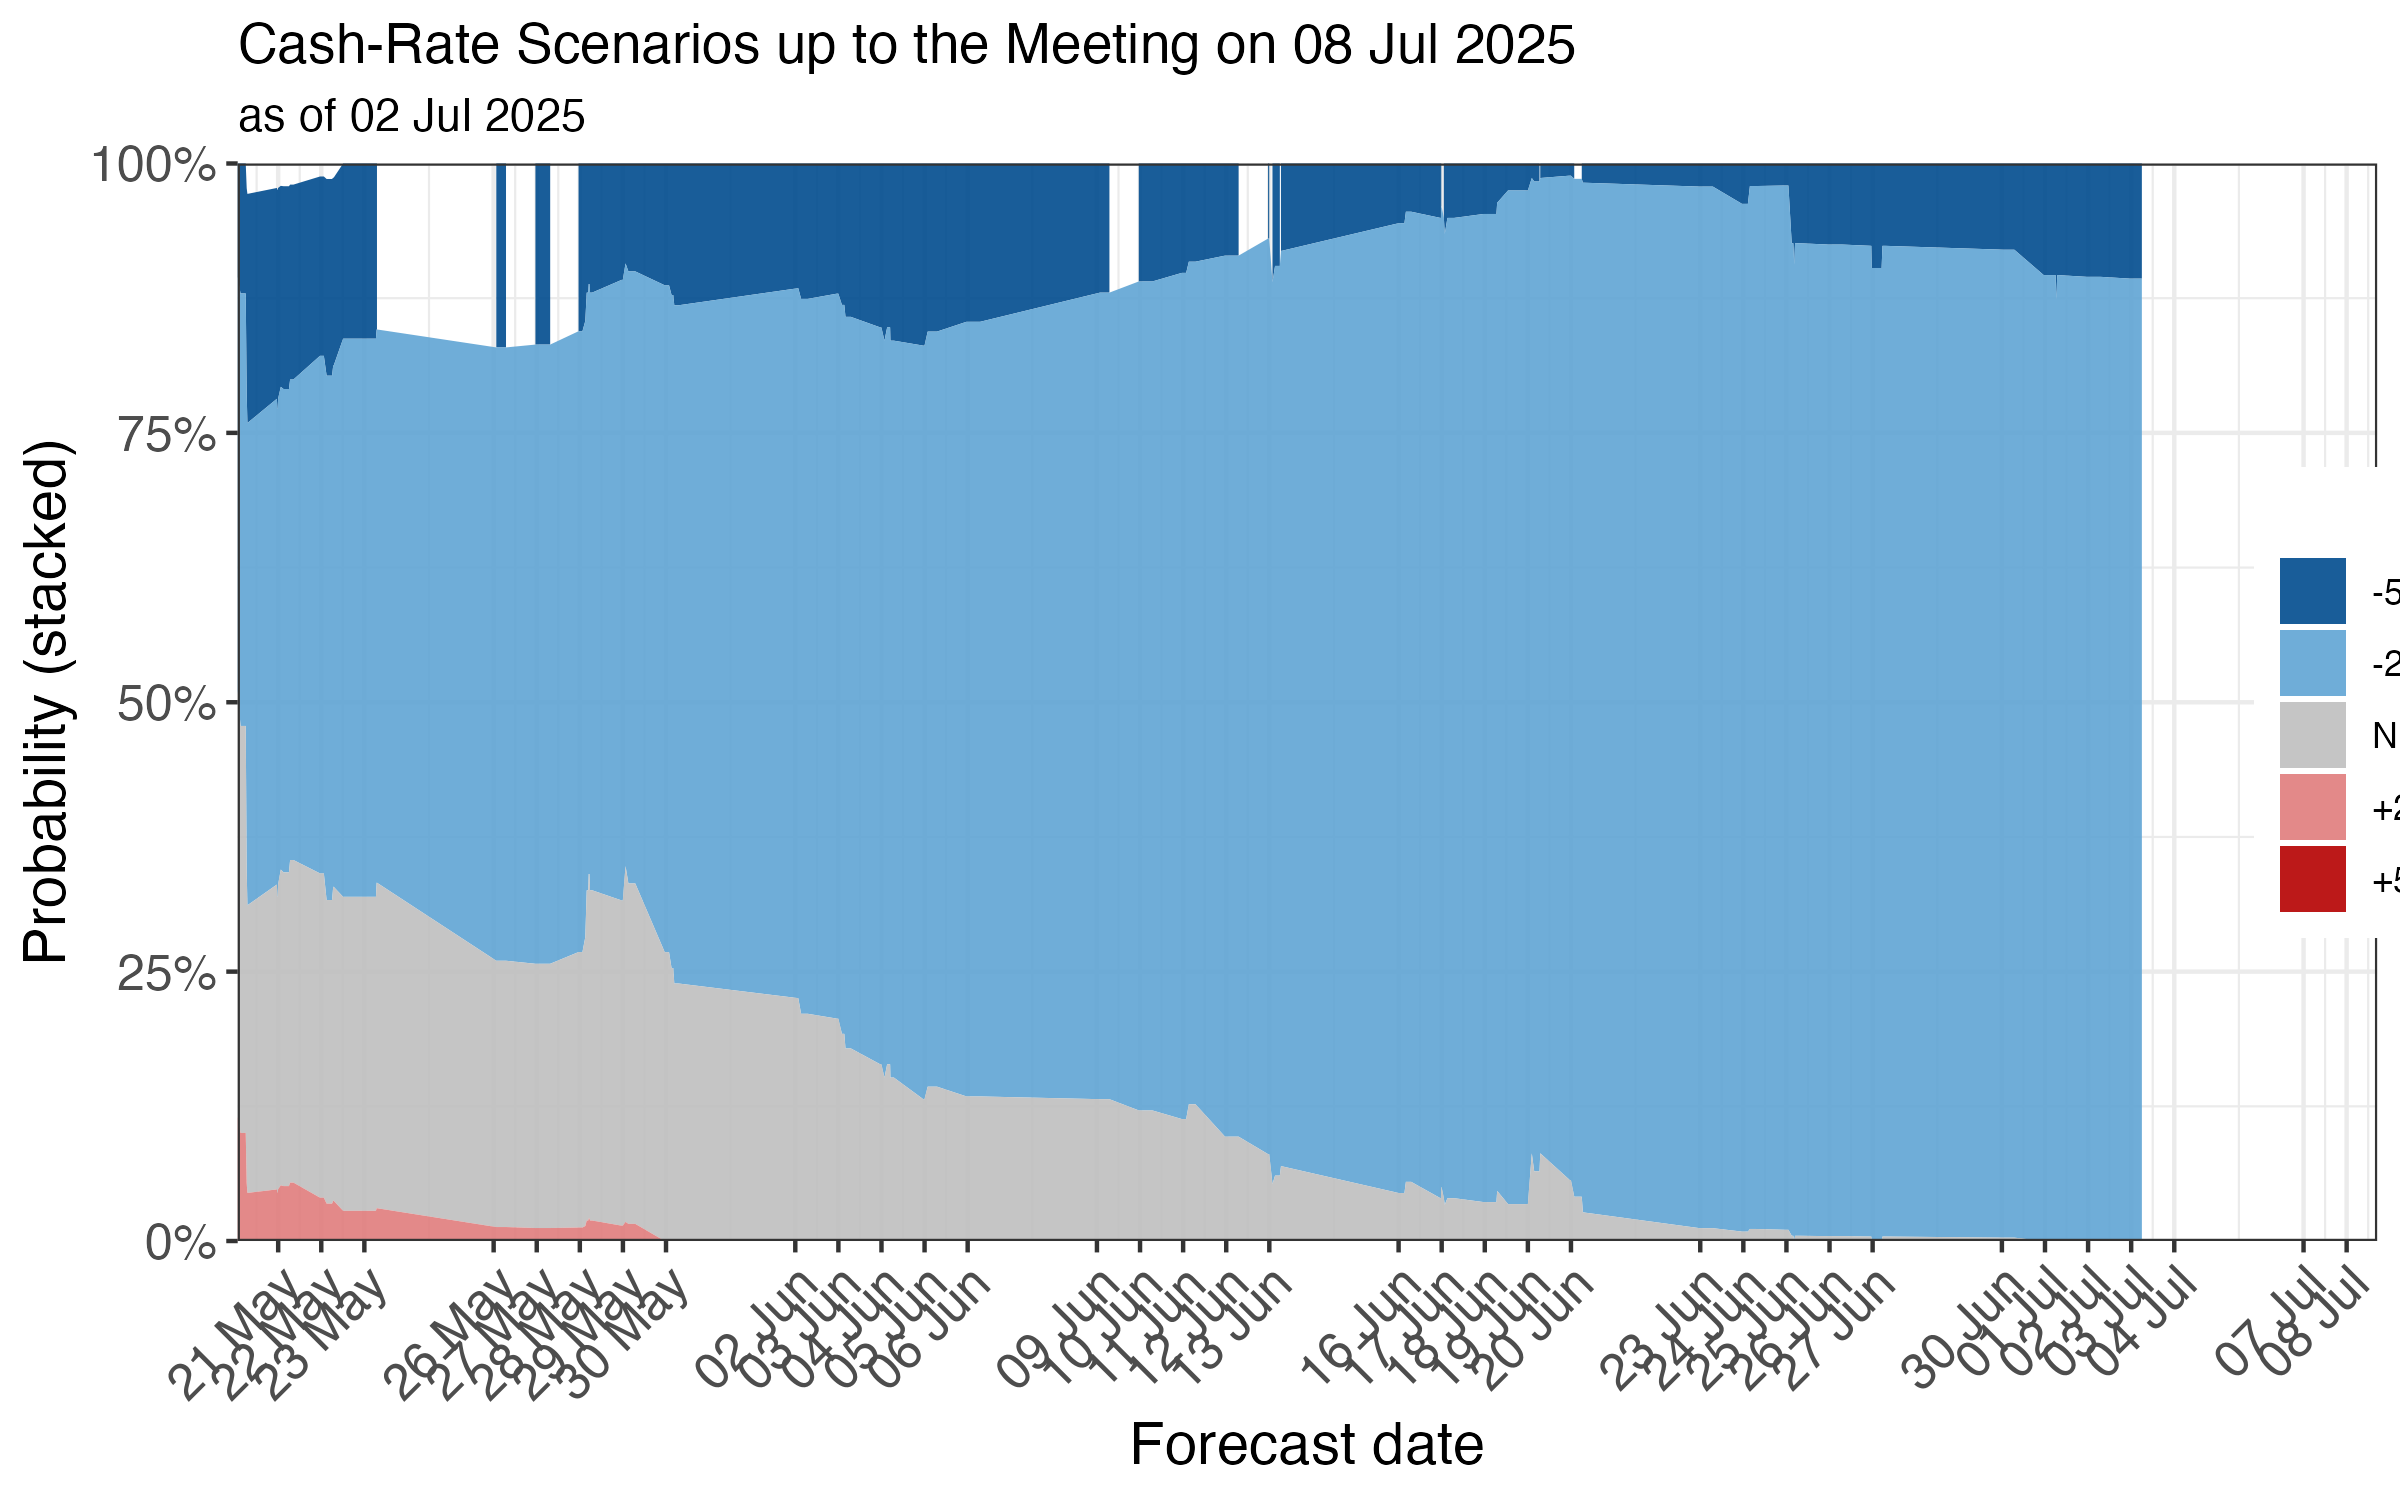 Cash-Rate Scenarios up to the Meeting on 08 Jul 2025
as of 02 Jul 2025
Probability (stacked)
100%
75%
50%
25%
0%
-5
-2
N
+2
+5
21 May
22 May
23 May
26 May
27 May
28 May
29 May
30 May
02 Jun
03 Jun
04 Jun
05 Jun
06 Jun
09 Jun
10 Jun
11 Jun
12 Jun
13 Jun
16 Jun
17 Jun
18 Jun
19 Jun
20 Jun
23 Jun
24 Jun
25 Jun
26 Jun
27 Jun
30 Jun
01 Jul
02 Jul
03 Jul
04 Jul
07 Jul
08 Jul
Forecast date